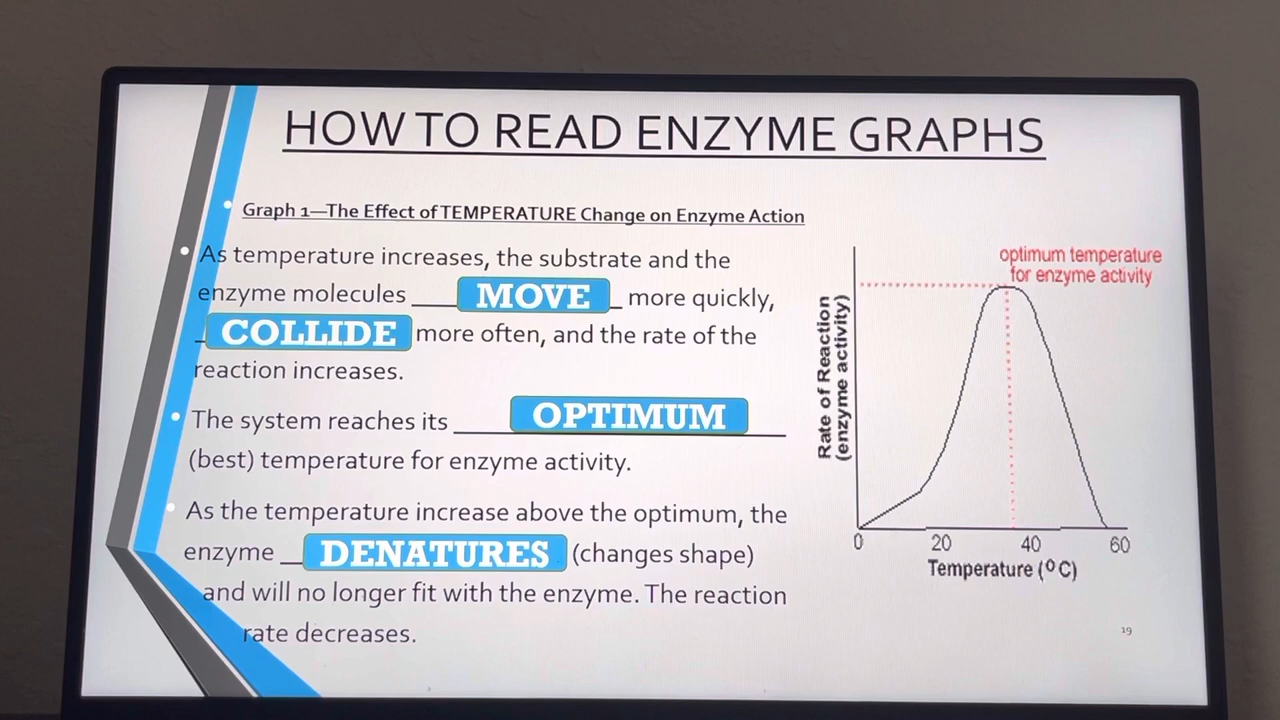 HOW TO READ ENZYME GRAPHS
Graph 1—The Effect of TEMPERATURE Change on Enzyme Action
As temperature increases, the substrate and the
enzyme molecules MOVE more quickly,
COLLIDE more often, and the rate of the
reaction increases.
The system reaches its OPTIMUM
(best) temperature for enzyme activity.
As the temperature increase above the optimum, the
enzyme DENATURES (changes shape)
and will no longer fit with the enzyme. The reaction
rate decreases.
optimum temperature
for enzyme activity
Rate of Reaction
(enzyme activity)
0 20 40 60
Temperature (°C)
19